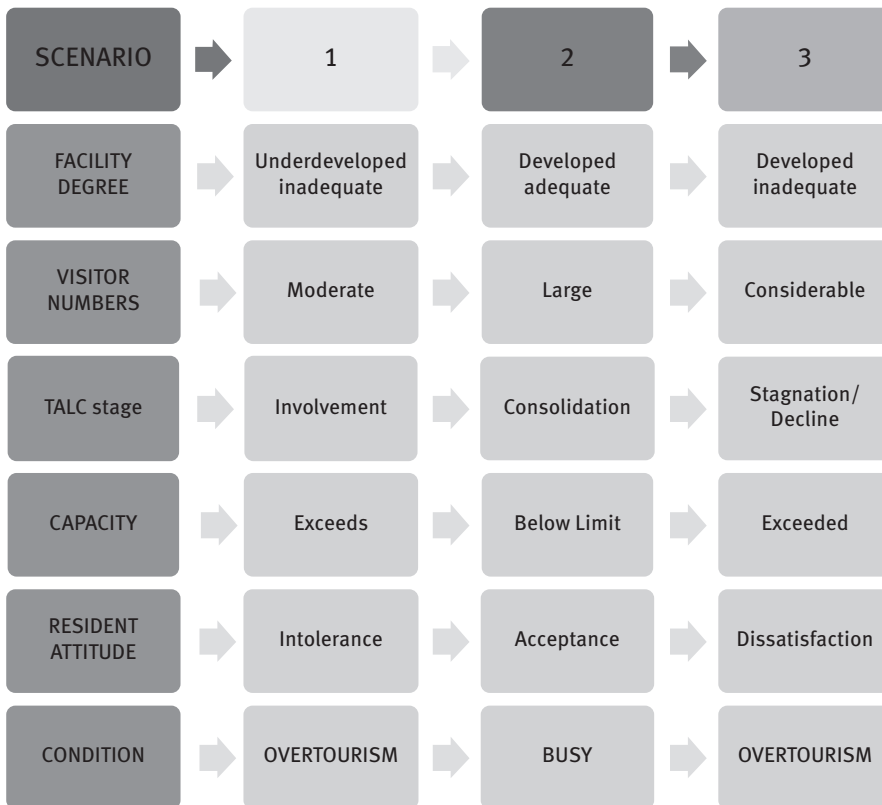 SCENARIO
1
2
3
FACILITY
DEGREE
Underdeveloped
inadequate
Developed
adequate
Developed
inadequate
VISITOR
NUMBERS
Moderate
Large
Considerable
TALC stage
Involvement
Consolidation
Stagnation/
Decline
CAPACITY
Exceeds
Below Limit
Exceeded
RESIDENT
ATTITUDE
Intolerance
Acceptance
Dissatisfaction
CONDITION
OVERTOURISM
BUSY
OVERTOURISM